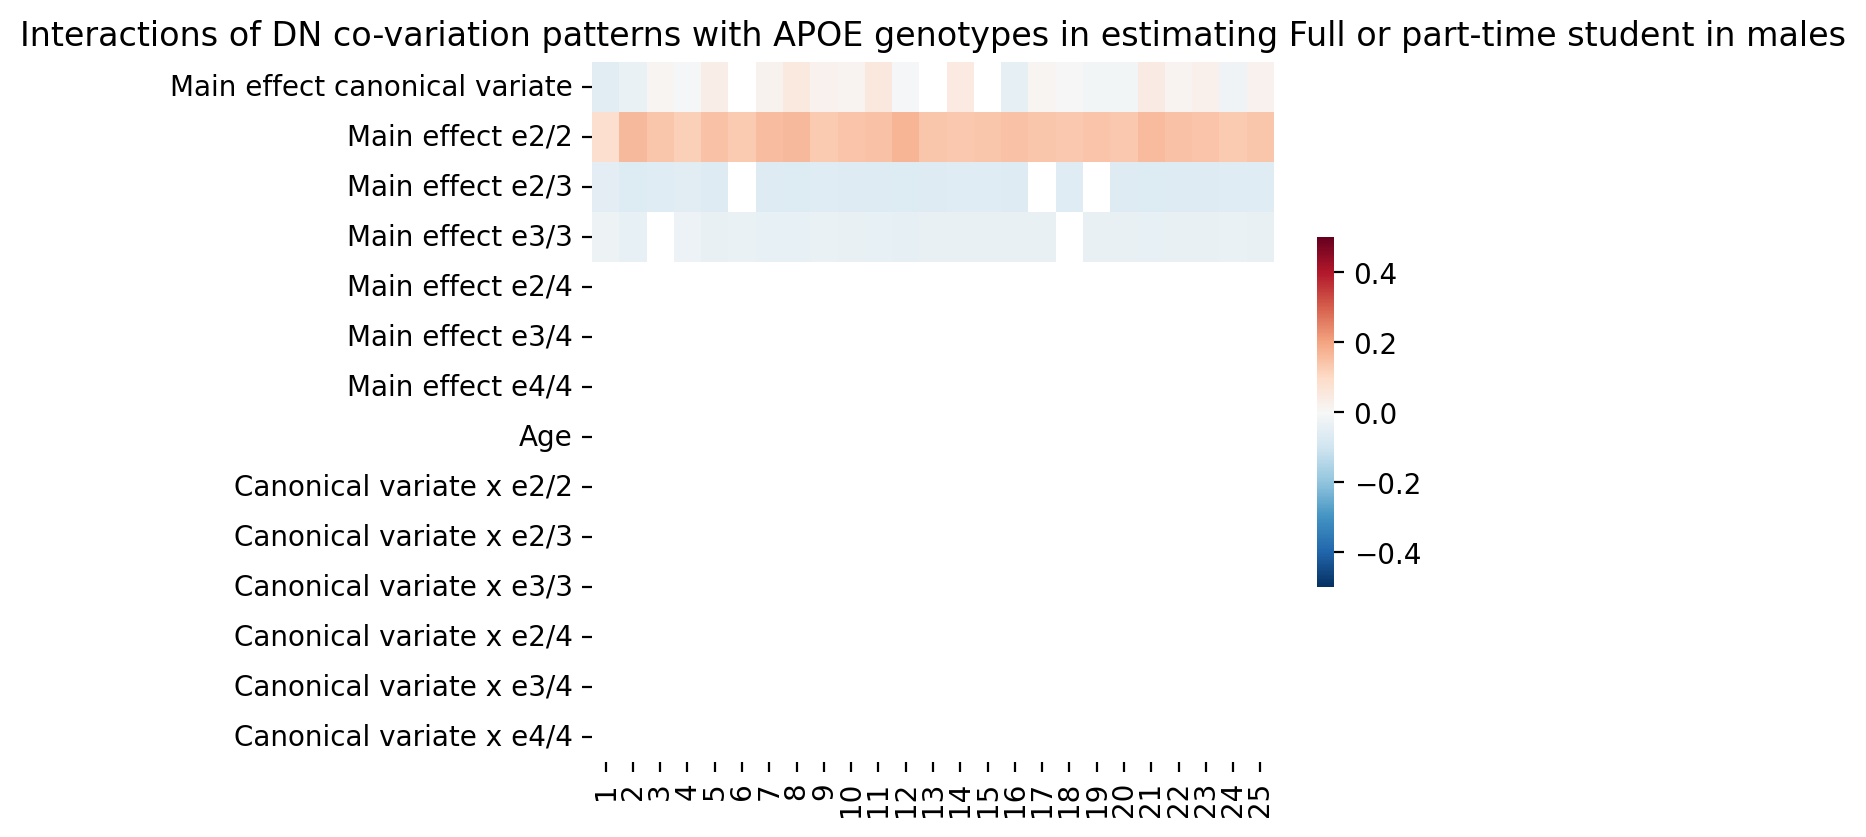 Interactions of DN co-variation patterns with APOE genotypes in estimating Full or part-time student in males
Main effect canonical variate
Main effect e2/2
Main effect e2/3
Main effect e3/3
Main effect e2/4
Main effect e3/4
Main effect e4/4
Age
Canonical variate x e2/2
Canonical variate x e2/3
Canonical variate x e3/3
Canonical variate x e2/4
Canonical variate x e3/4
Canonical variate x e4/4
1 2 3 4 5 6 7 8 9 10 11 12 13 14 15 16 17 18 19 20 21 22 23 24 25
0.4
0.2
0.0
−0.2
−0.4